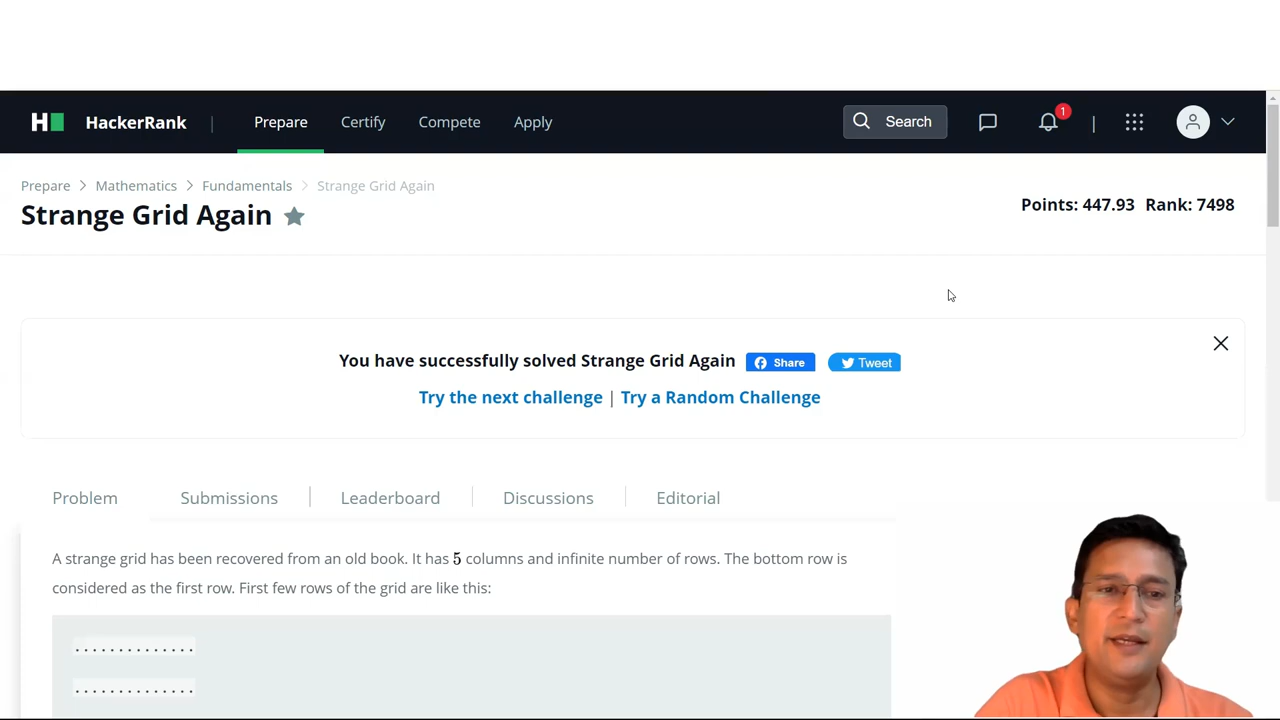 H HackerRank | Prepare Certify Compete Apply Search 1 |
Prepare > Mathematics > Fundamentals > Strange Grid Again
Strange Grid Again
Points: 447.93 Rank: 7498
You have successfully solved Strange Grid Again Share Tweet
Try the next challenge | Try a Random Challenge
Problem Submissions | Leaderboard | Discussions | Editorial
A strange grid has been recovered from an old book. It has 5 columns and infinite number of rows. The bottom row is
considered as the first row. First few rows of the grid are like this:
..............
..............